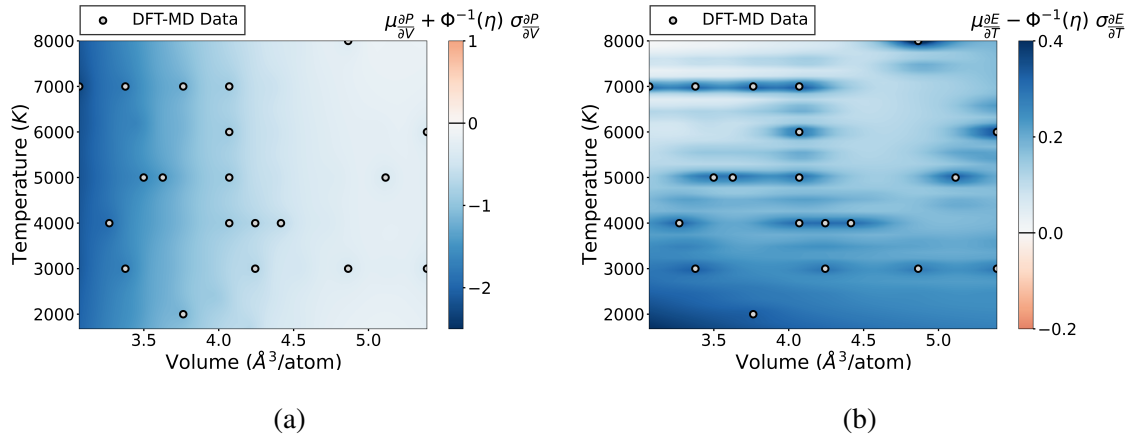 DFT-MD Data
μ∂P/∂V + Φ⁻¹(η) σ∂P/∂V
8000
7000
6000
5000
4000
3000
2000
Temperature (K)
3.5 4.0 4.5 5.0
Volume (Å³/atom)
1
0
−1
−2
(a)
DFT-MD Data
μ∂E/∂T − Φ⁻¹(η) σ∂E/∂T
8000
7000
6000
5000
4000
3000
2000
Temperature (K)
3.5 4.0 4.5 5.0
Volume (Å³/atom)
0.4
0.2
0.0
−0.2
(b)